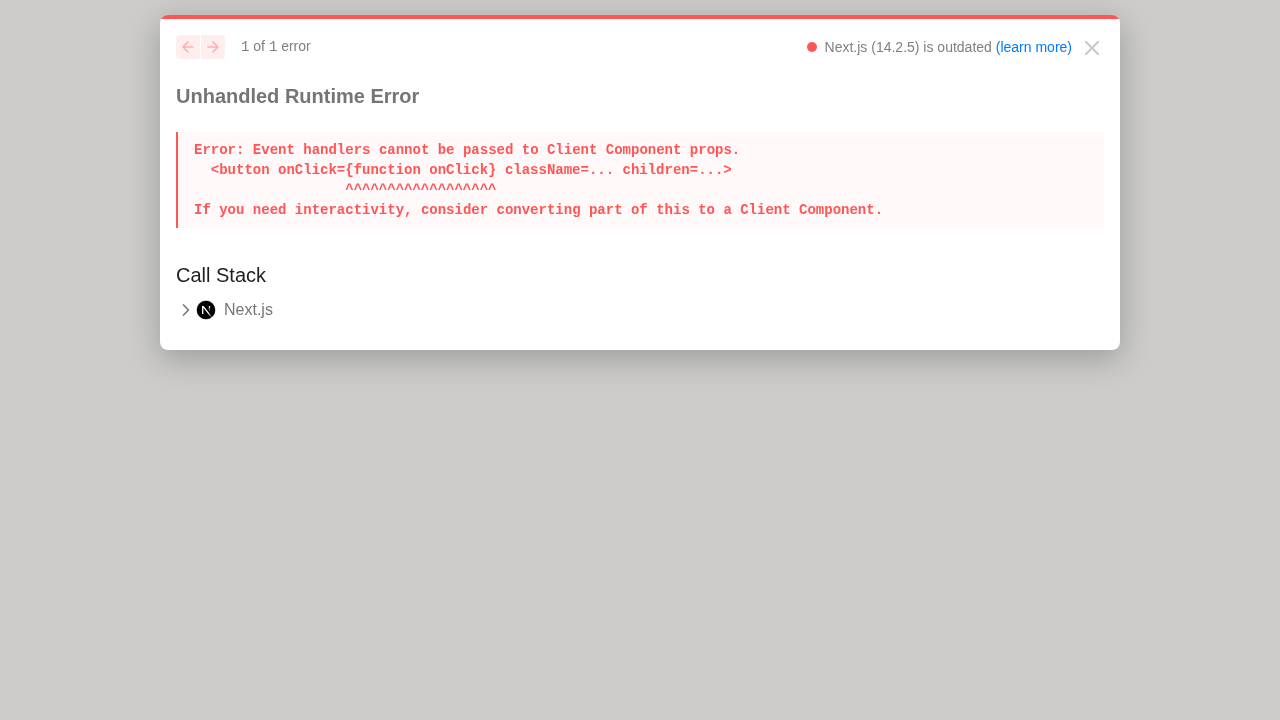 1 of 1 error
Next.js (14.2.5) is outdated (learn more)
Unhandled Runtime Error
Error: Event handlers cannot be passed to Client Component props.
  <button onClick={function onClick} className=... children=...>
                  ^^^^^^^^^^^^^^^^^^
If you need interactivity, consider converting part of this to a Client Component.
Call Stack
Next.js